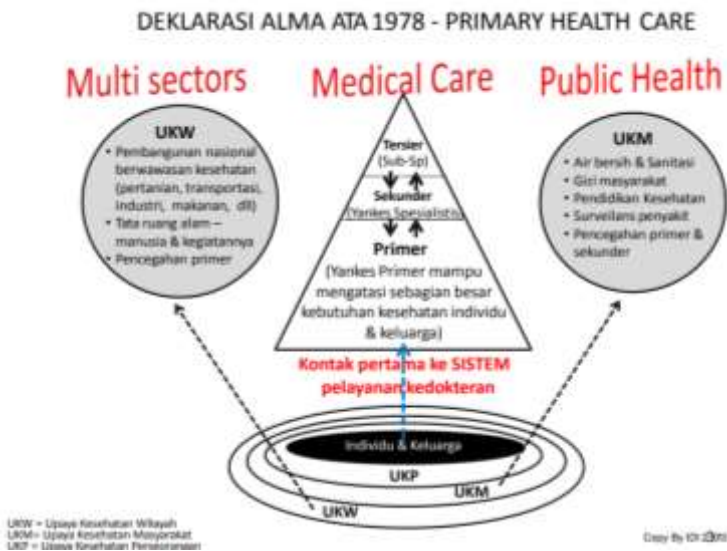 DEKLARASI ALMA ATA 1978 - PRIMARY HEALTH CARE
Multi sectors
Medical Care
Public Health
UKW
• Pembangunan nasional
berwawasan kesehatan
(pertanian, transportasi,
industri, makanan, dll)
• Tata ruang alam –
manusia & kegiatannya
• Pencegahan primer
Tersier
(Sub-Sp)
Sekunder
(Yankes Spesialistis)
Primer
(Yankes Primer mampu
mengatasi sebagian besar
kebutuhan kesehatan individu
& keluarga)
UKM
• Air bersih & Sanitasi
• Gizi masyarakat
• Pendidikan Kesehatan
• Surveilans penyakit
• Pencegahan primer &
sekunder
Kontak pertama ke SISTEM
pelayanan kedokteran
Individu & Keluarga
UKP
UKM
UKW
UKW = Upaya Kesehatan Wilayah
UKM= Upaya Kesehatan Masyarakat
UKP = Upaya Kesehatan Perseorangan
Copy By IDI